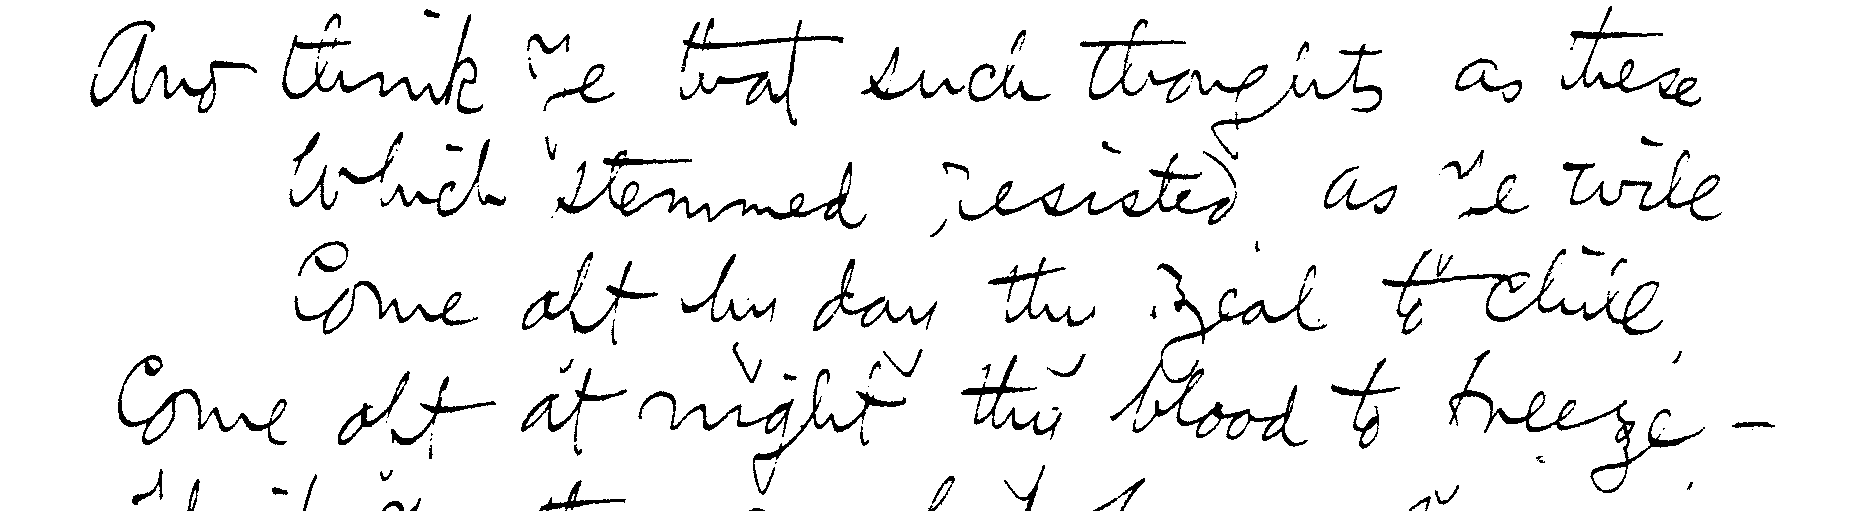 And think ye that such thoughts as these
Which stemmed, resisted as ye will
Come oft by day the zeal to chill,
Come oft at night the blood to freeze –